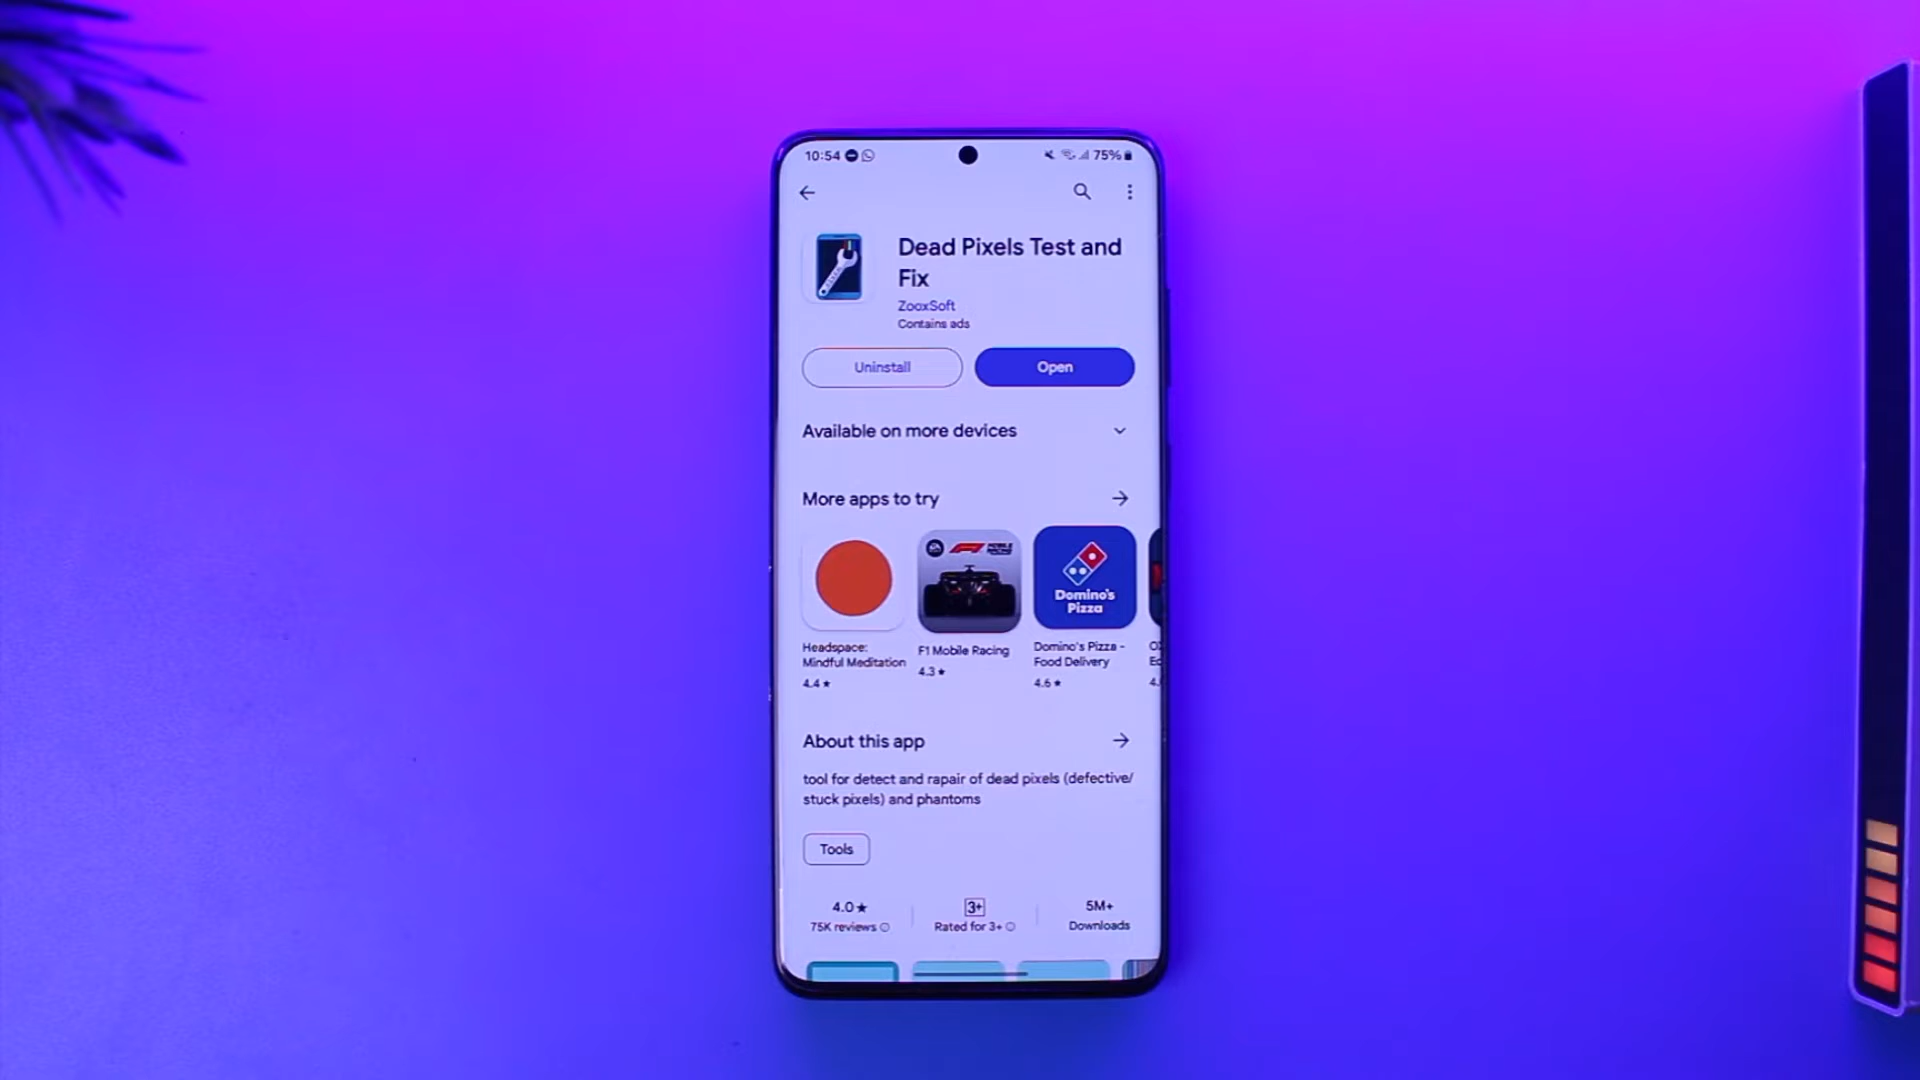 10:54 75%
Dead Pixels Test and
Fix
ZooxSoft
Contains ads
Uninstall Open
Available on more devices
More apps to try
Domino's
Pizza
Headspace:
Mindful Meditation
4.4★
F1 Mobile Racing
4.3★
Domino's Pizza -
Food Delivery
4.6★
About this app
tool for detect and rapair of dead pixels (defective/
stuck pixels) and phantoms
Tools
4.0★
75K reviews
3+
Rated for 3+
5M+
Downloads